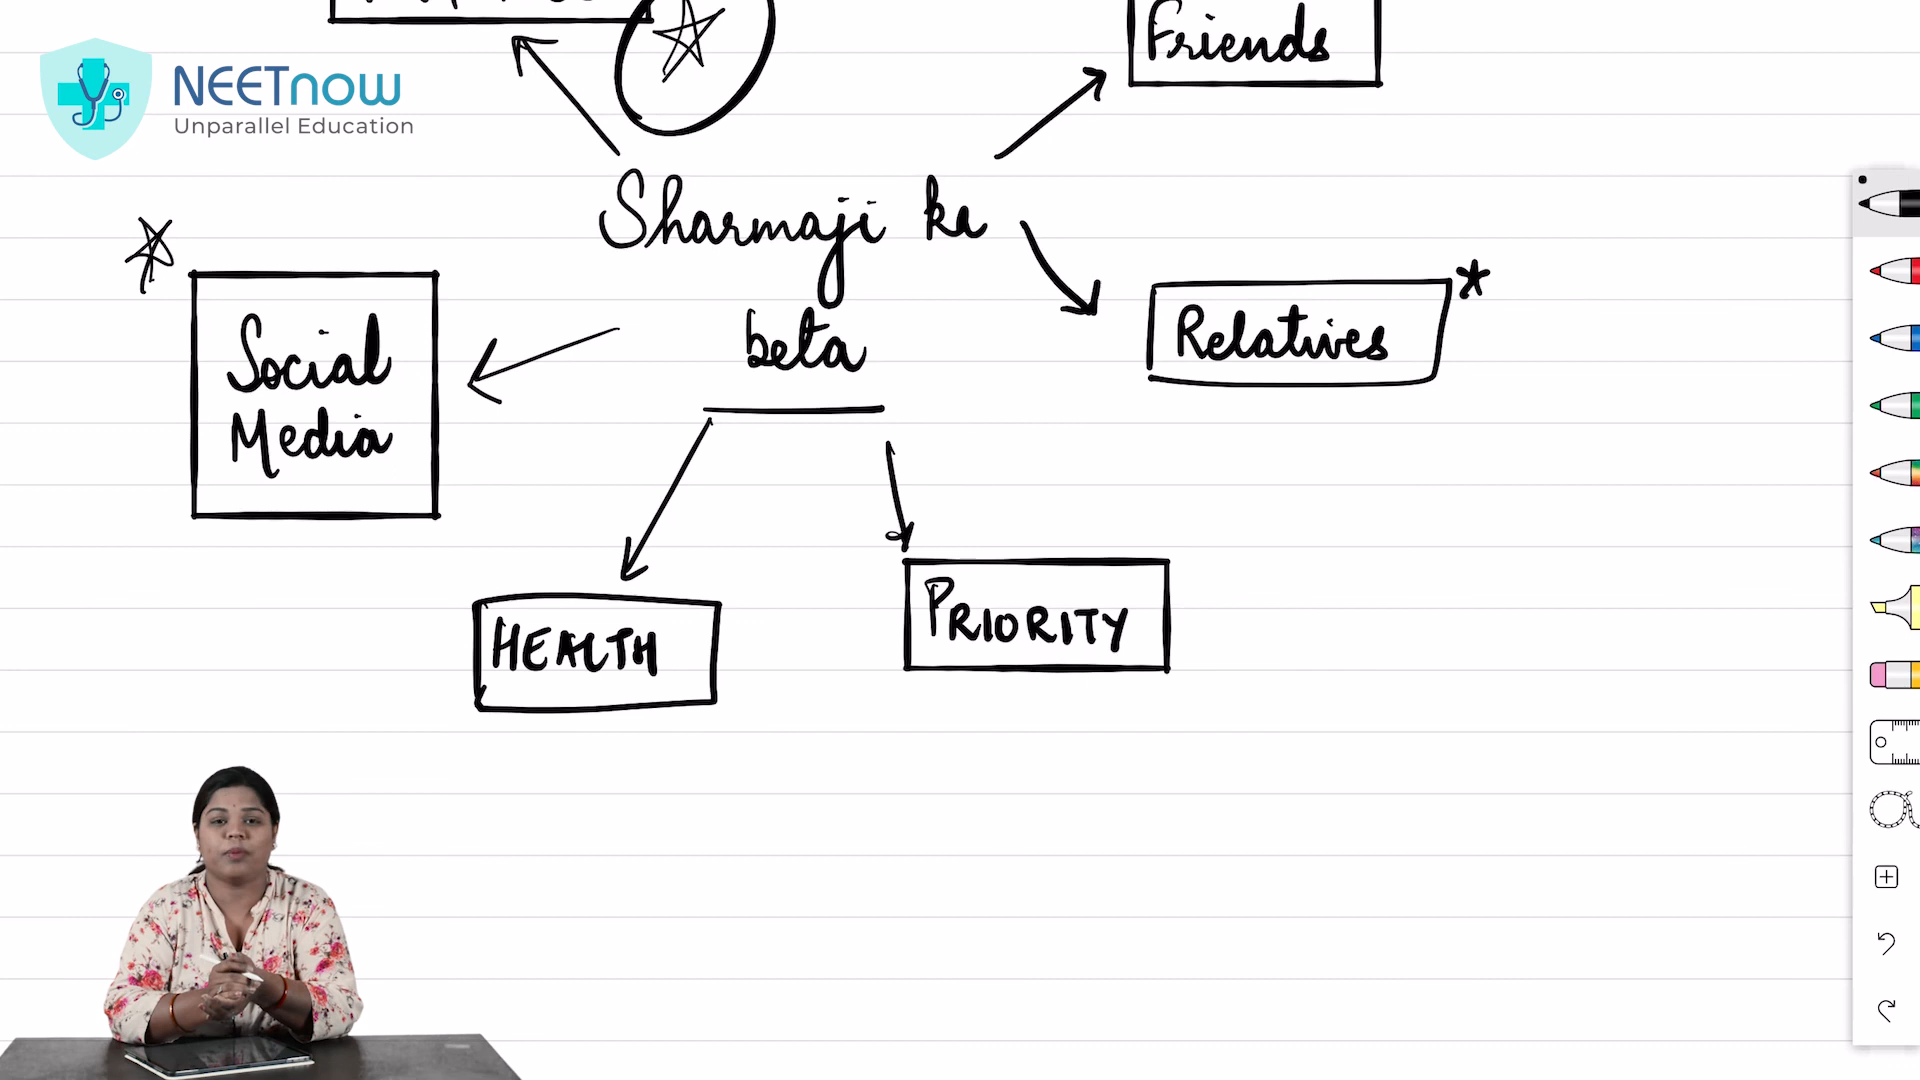 Friends
NEETnow
Unparallel Education
Sharmaji ka
beta
Social
Media
Relatives
HEALTH
PRIORITY